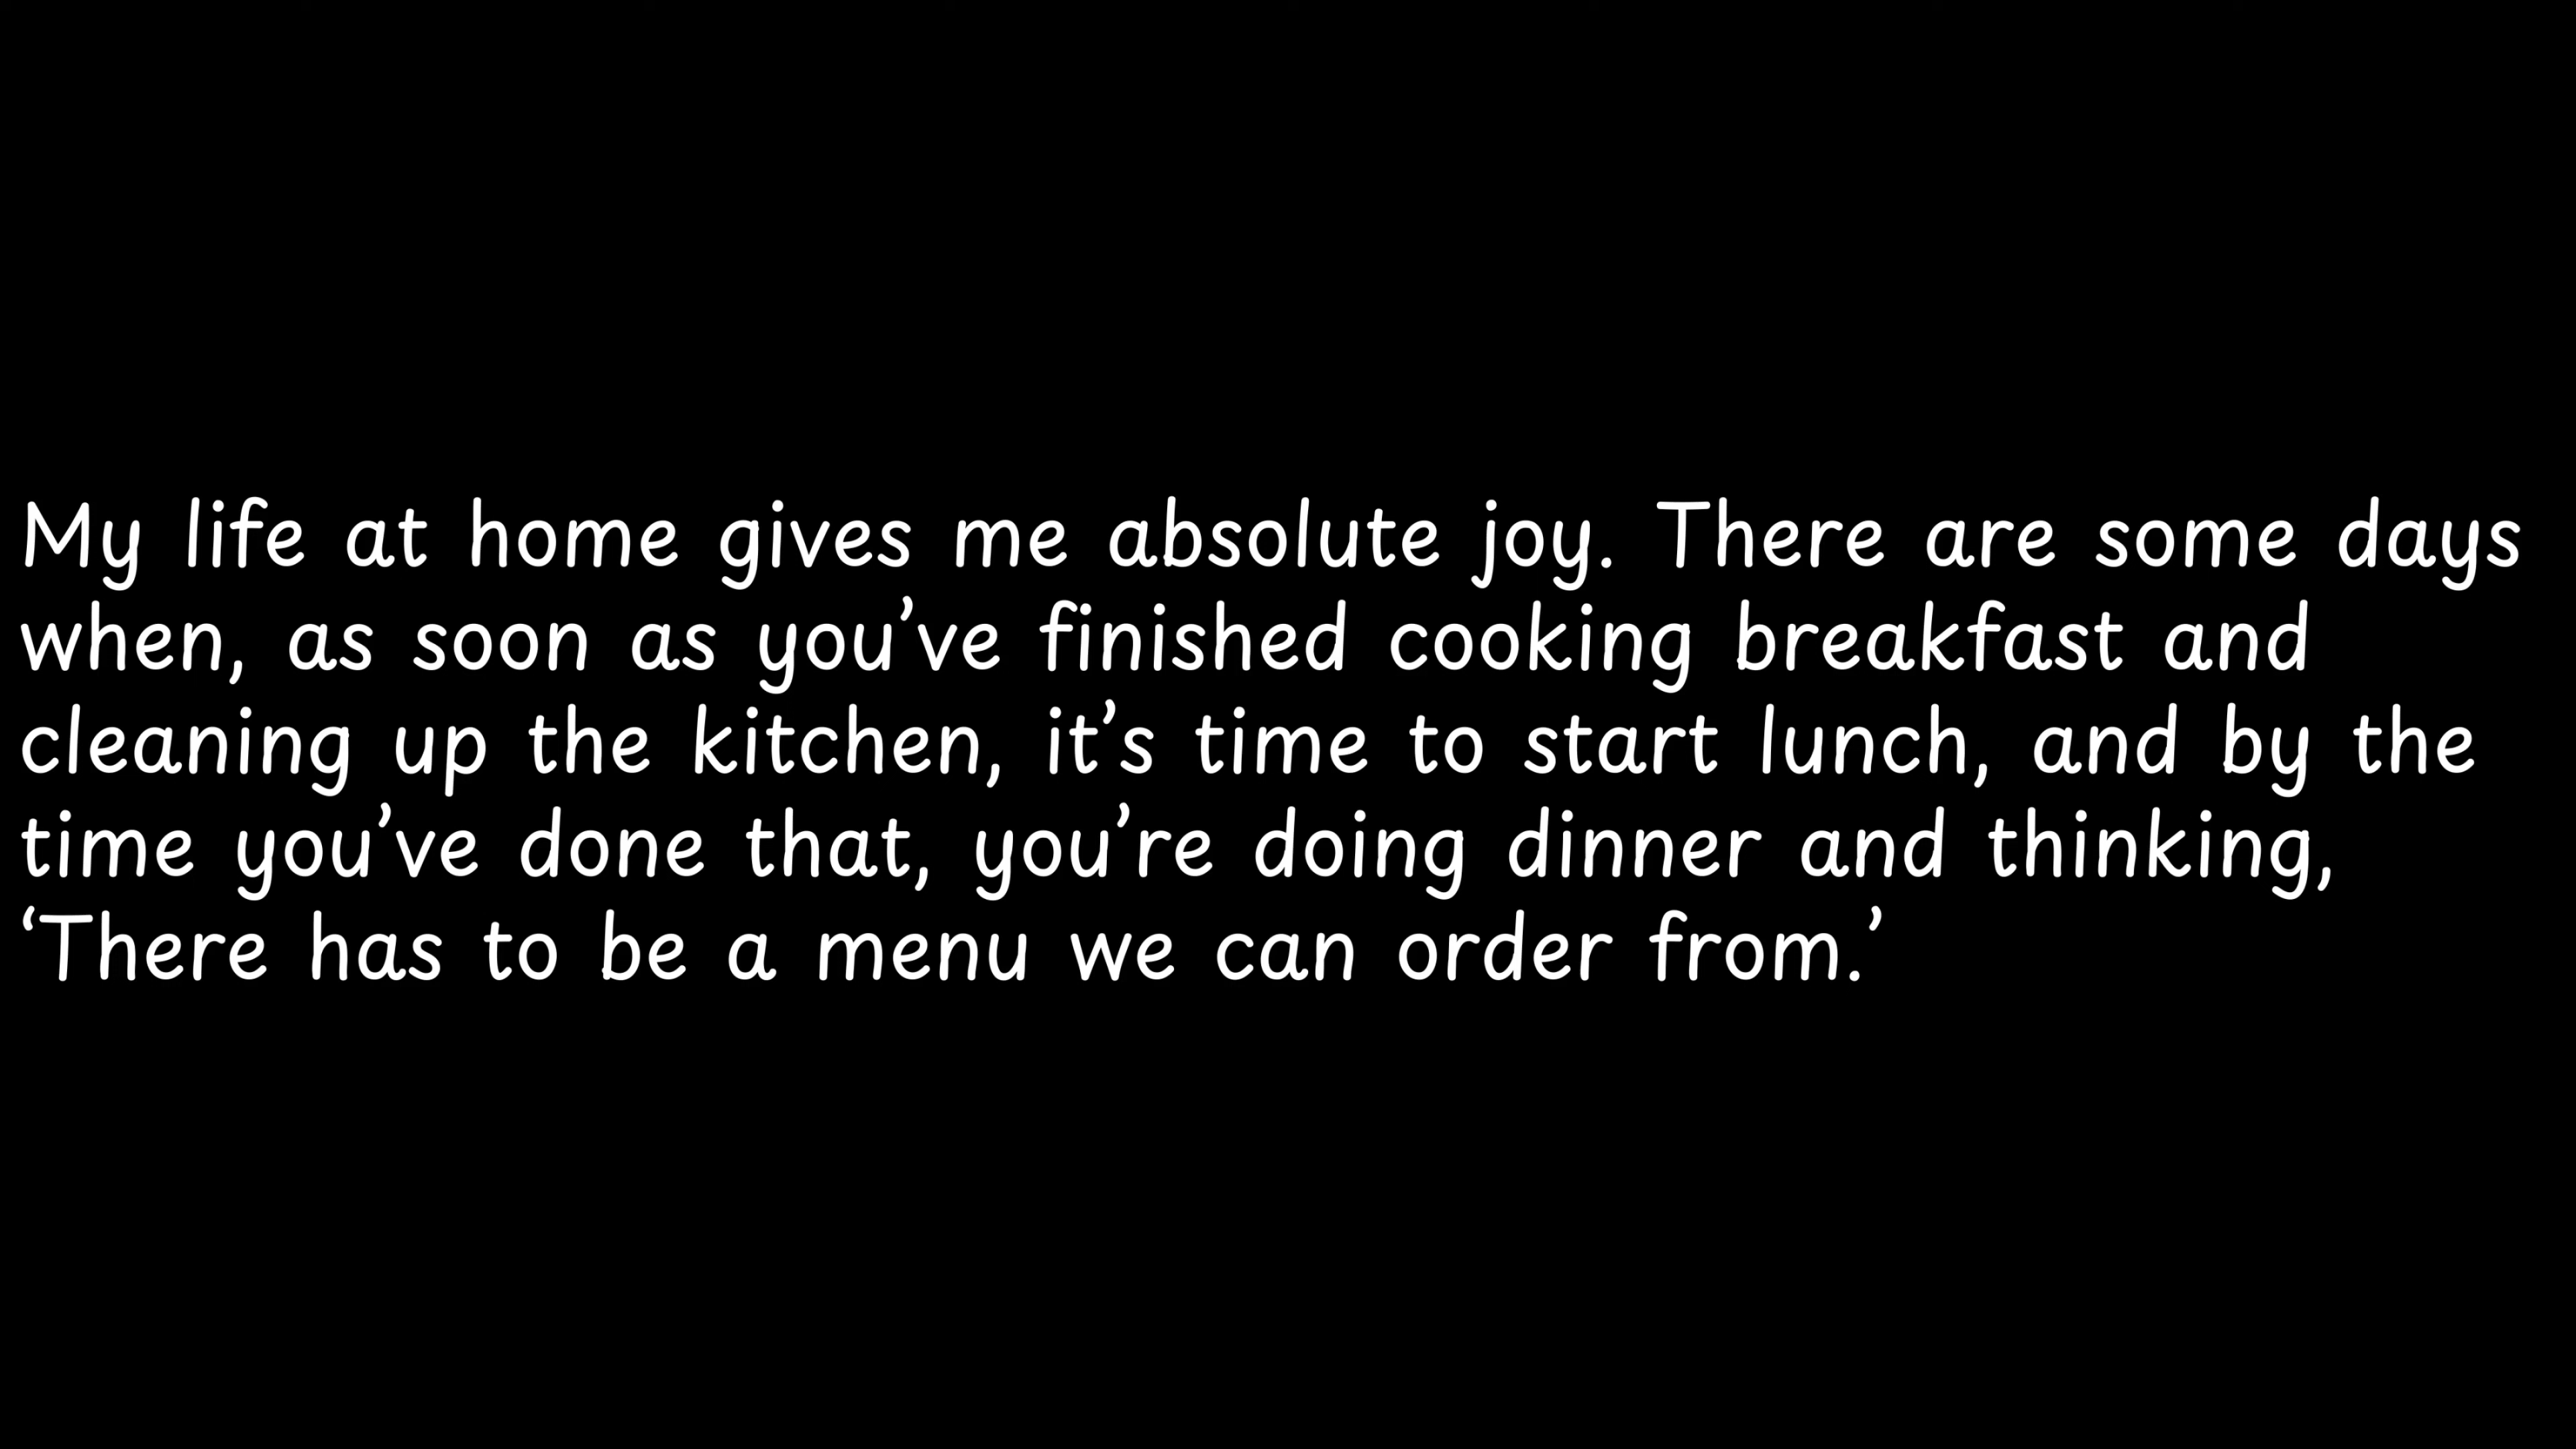 My life at home gives me absolute joy. There are some days
when, as soon as you’ve finished cooking breakfast and
cleaning up the kitchen, it’s time to start lunch, and by the
time you’ve done that, you’re doing dinner and thinking,
‘There has to be a menu we can order from.’